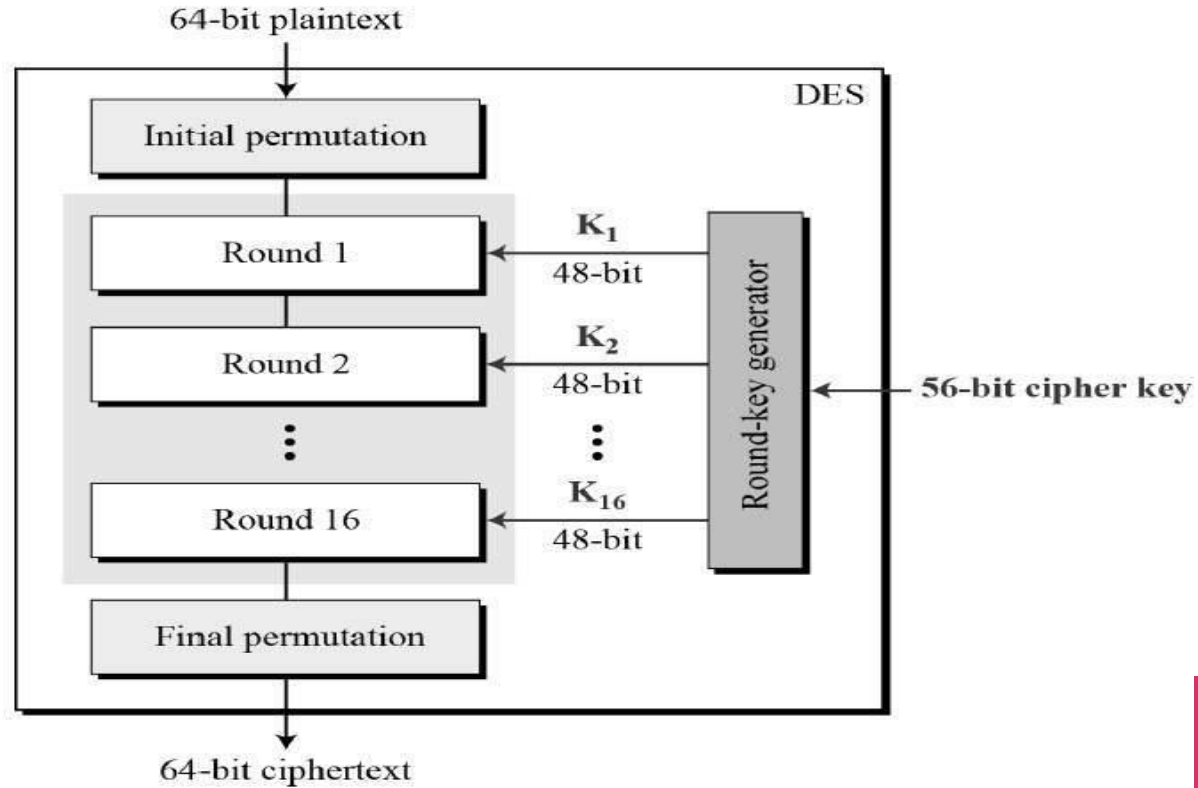 64-bit plaintext
DES
Initial permutation
Round 1
K1
48-bit
Round 2
K2
48-bit
Round-key generator
56-bit cipher key
Round 16
K16
48-bit
Final permutation
64-bit ciphertext